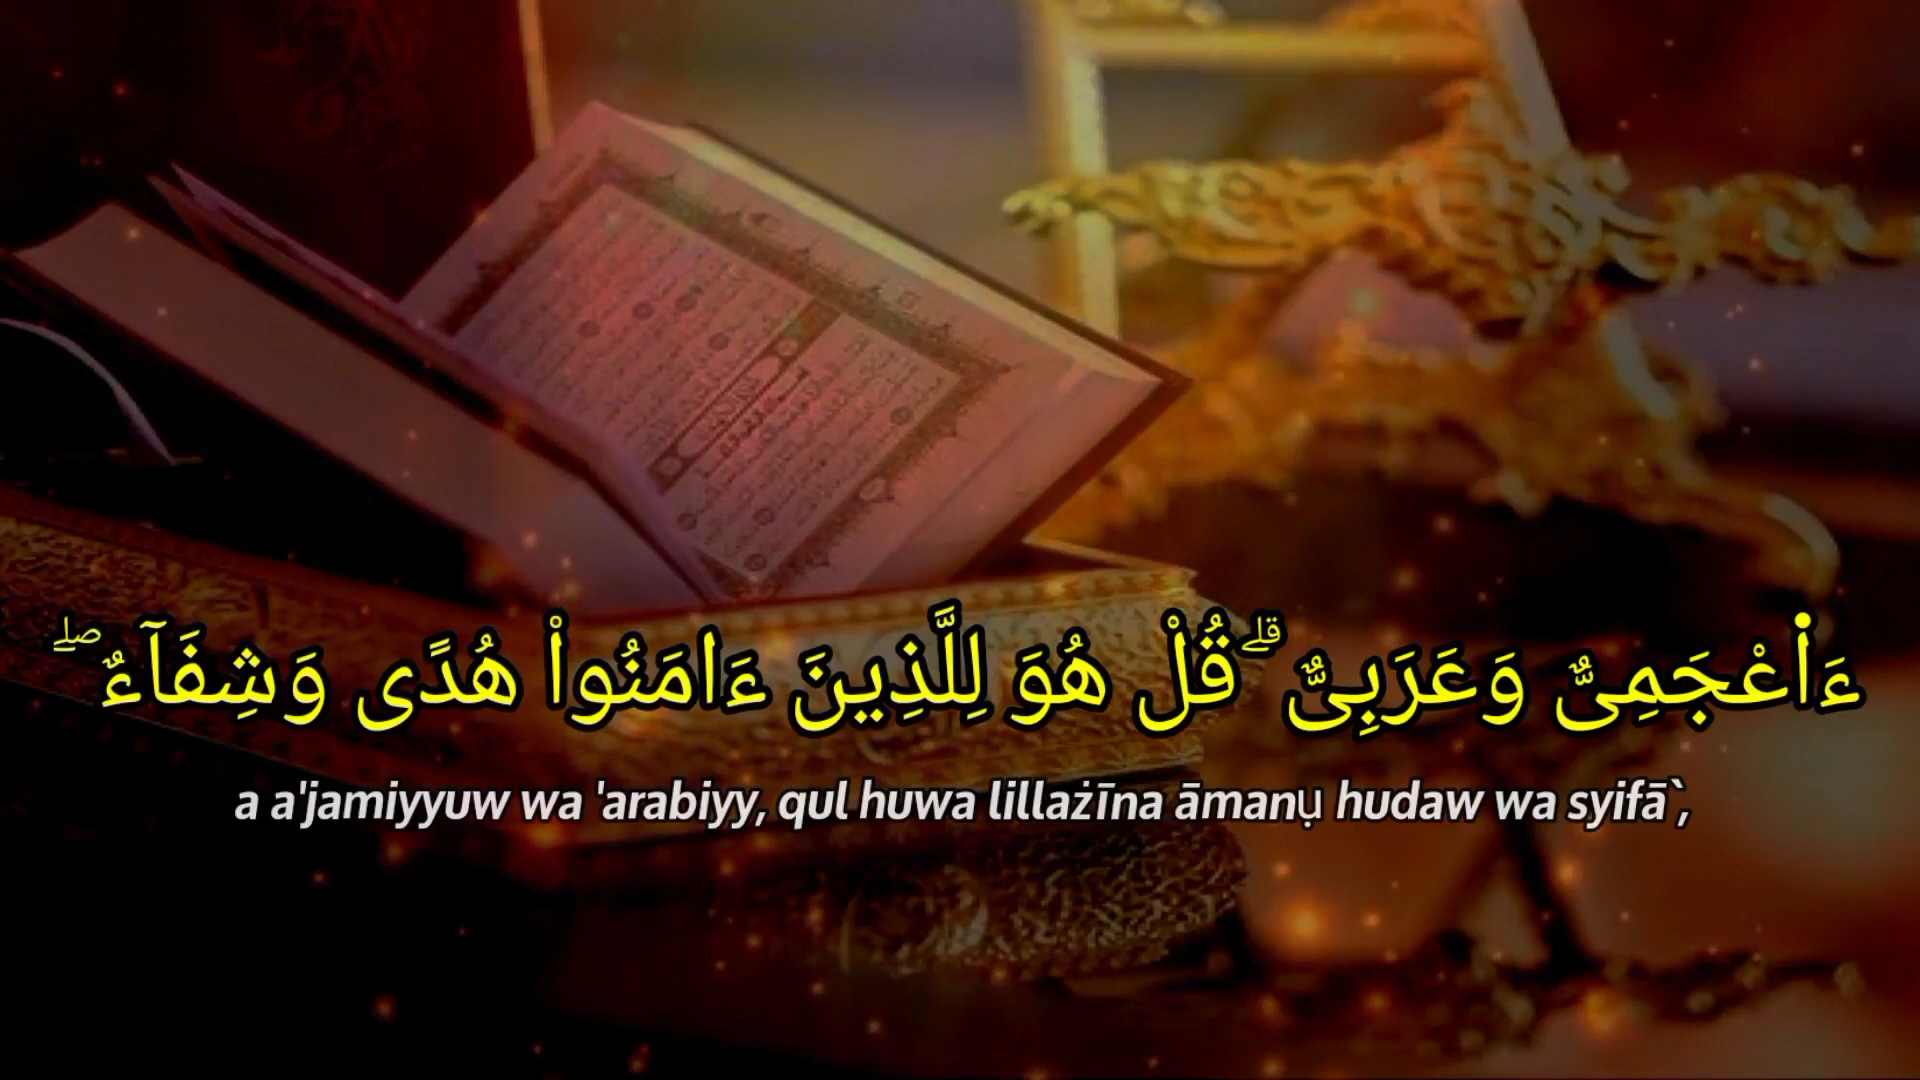 ءَا۬عْجَمِىٌّ وَعَرَبِىٌّ ۗ قُلْ هُوَ لِلَّذِينَ ءَامَنُوا۟ هُدًى وَشِفَآءٌ ۖ
a a'jamiyyuw wa 'arabiyy, qul huwa lillażīna āmanụ hudaw wa syifā`,